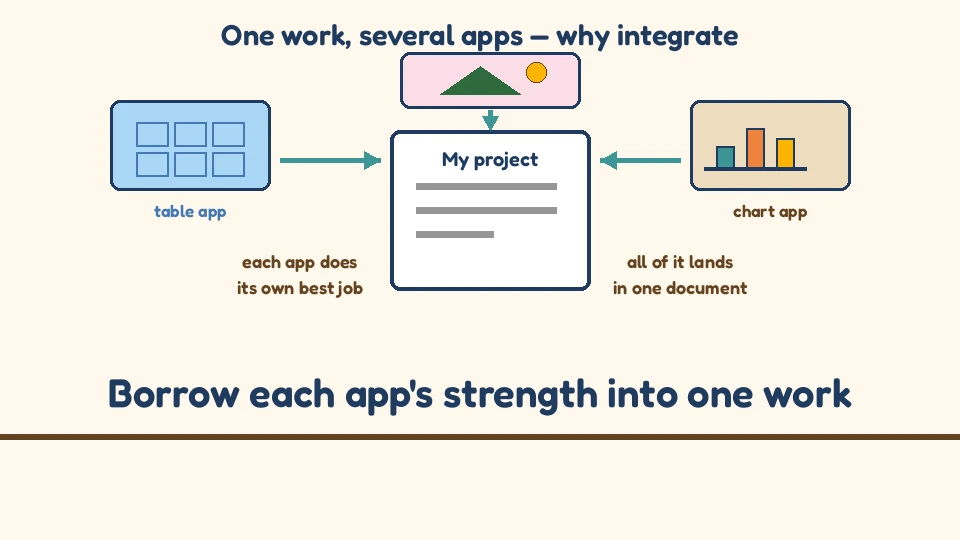 One work, several apps — why integrate
My project
table app
chart app
each app does
its own best job
all of it lands
in one document
Borrow each app's strength into one work